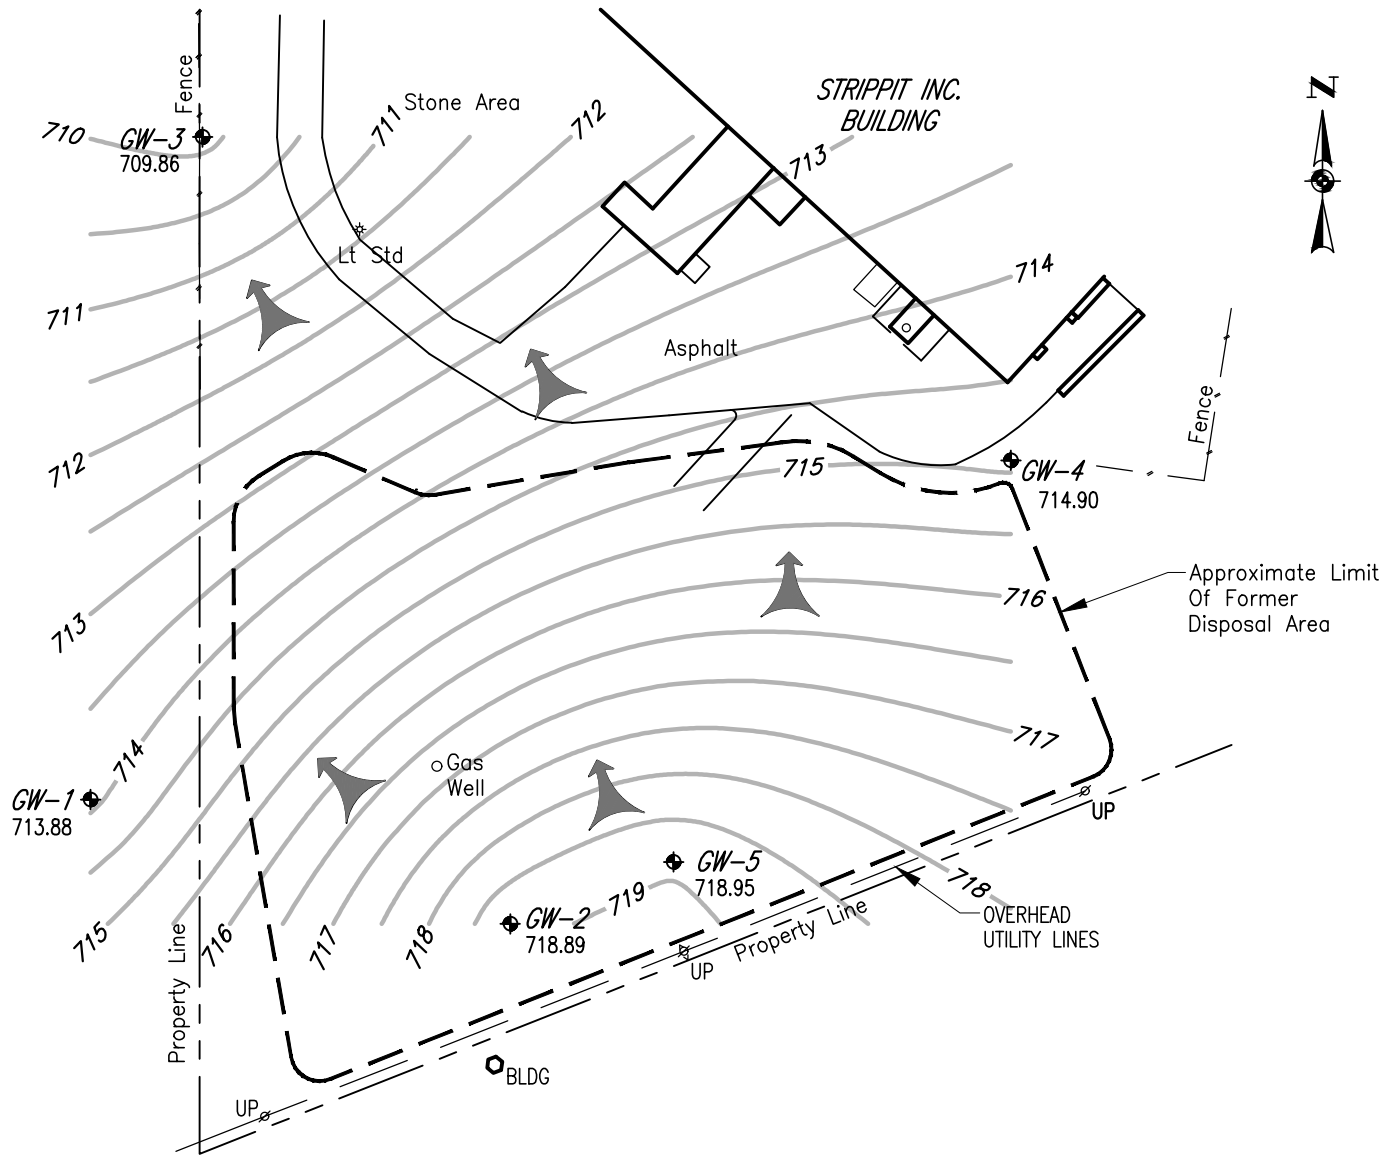 STRIPPIT INC.
BUILDING
N
Fence
Stone Area
711
712
713
710
GW-3
709.86
Lt Std
714
711
Asphalt
Fence
712
715
GW-4
714.90
Approximate Limit
Of Former
Disposal Area
716
713
717
714
Gas
Well
GW-1
713.88
UP
GW-5
718.95
718
719
GW-2
718.89
OVERHEAD
UTILITY LINES
715
716
717
718
Property Line
UP
Property Line
BLDG
UP